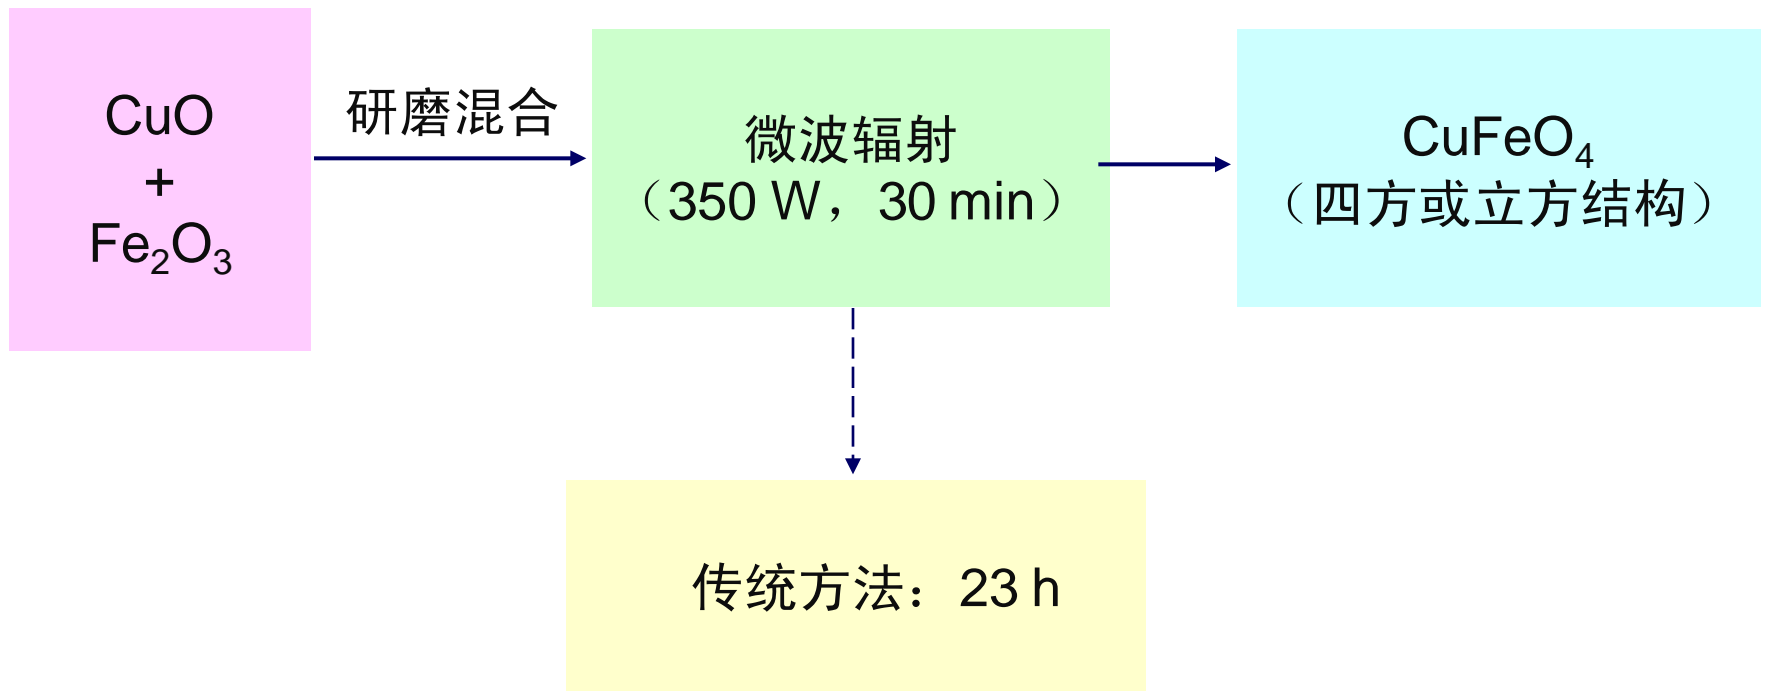 CuO
+
Fe₂O₃
研磨混合
微波辐射
（350 W，30 min）
CuFeO₄
（四方或立方结构）
传统方法：23 h